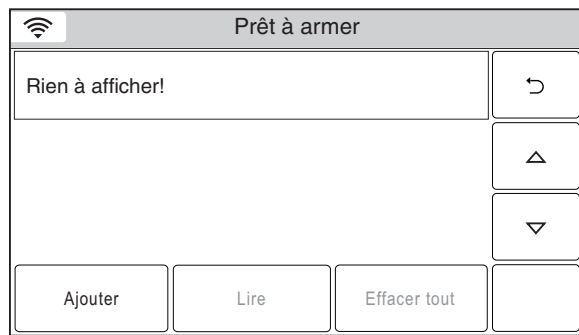 Prêt à armer
Rien à afficher!
Ajouter
Lire
Effacer tout